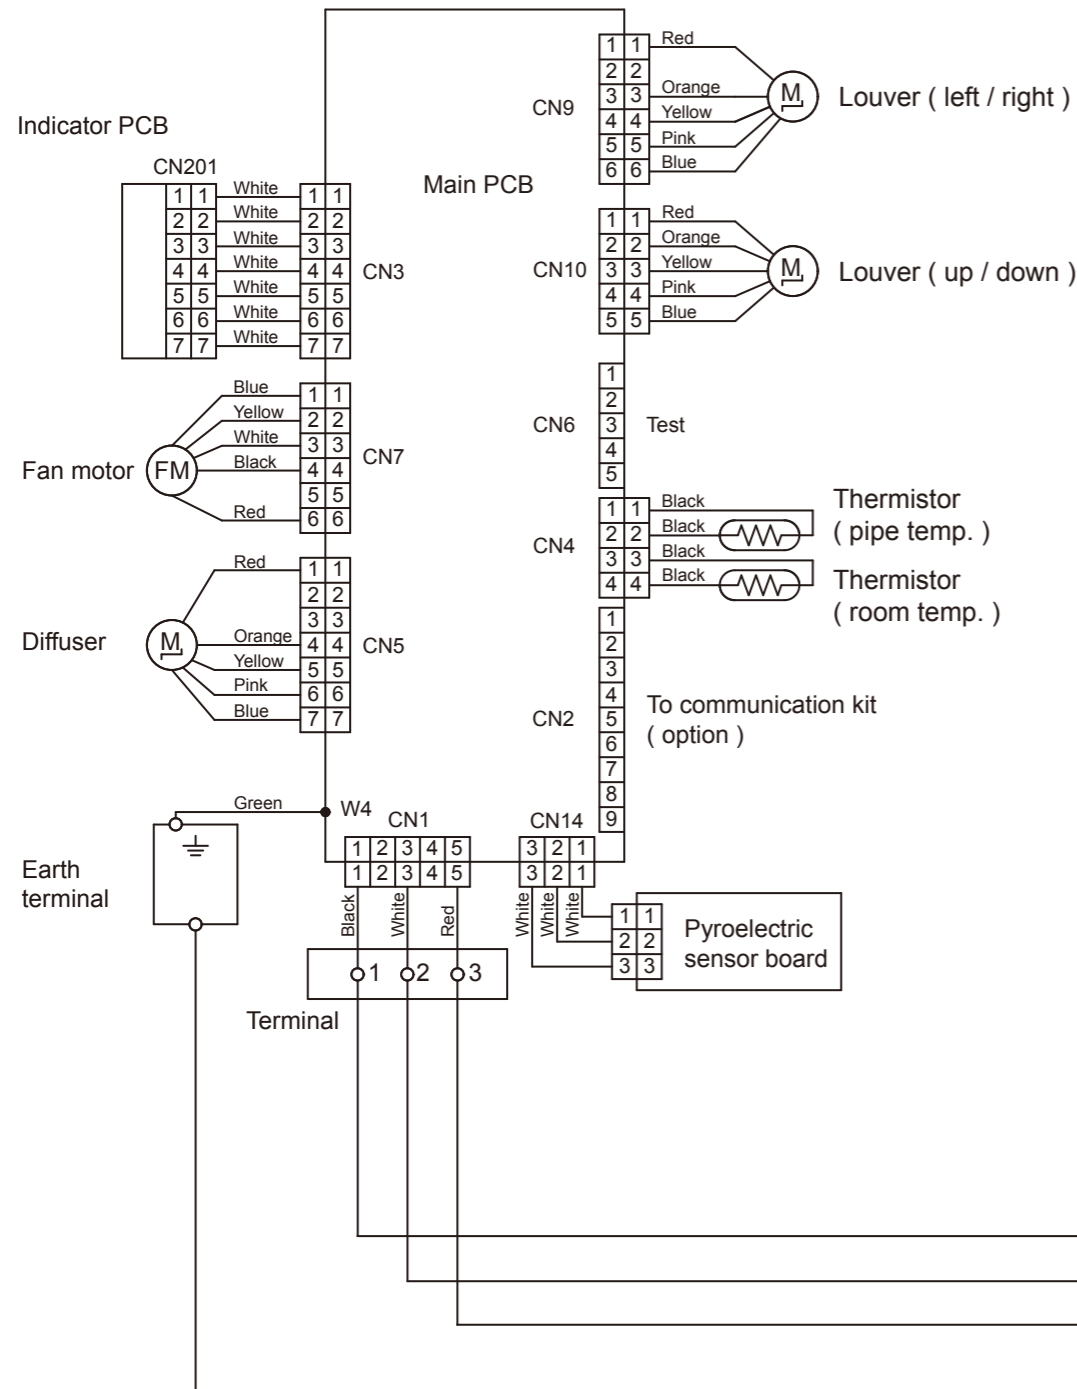 Indicator PCB
CN201
1 1 White 1 1
2 2 White 2 2
3 3 White 3 3
4 4 White 4 4
5 5 White 5 5
6 6 White 6 6
7 7 White 7 7
CN3
Main PCB
Fan motor
FM
Blue 1 1
Yellow 2 2
White 3 3
Black 4 4
5 5
Red 6 6
CN7
Diffuser
M
Red 1 1
2 2
3 3
Orange 4 4
Yellow 5 5
Pink 6 6
Blue 7 7
CN5
Green
W4
Earth
terminal
CN9
1 1 Red
2 2
3 3 Orange
4 4 Yellow
5 5 Pink
6 6 Blue
M
Louver ( left / right )
CN10
1 1 Red
2 2 Orange
3 3 Yellow
4 4 Pink
5 5 Blue
M
Louver ( up / down )
CN6
1
2
3
4
5
Test
CN4
1 1 Black
2 2 Black
3 3 Black
4 4 Black
Thermistor
( pipe temp. )
Thermistor
( room temp. )
CN2
1
2
3
4
5
6
7
8
9
To communication kit
( option )
CN1
1 2 3 4 5
1 2 3 4 5
Black White Red
1 2 3
Terminal
CN14
3 2 1
3 2 1
White White White
1 1
2 2
3 3
Pyroelectric
sensor board